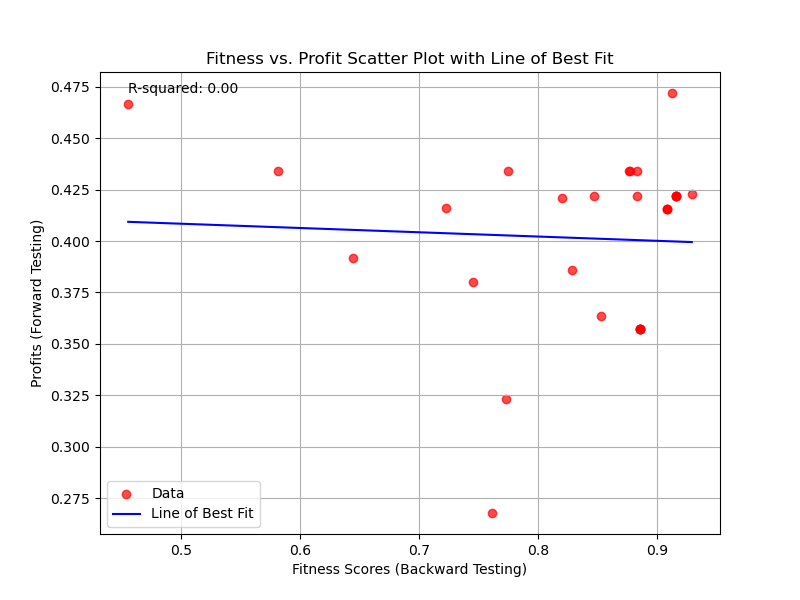 Fitness vs. Profit Scatter Plot with Line of Best Fit
R-squared: 0.00
0.475
0.450
0.425
0.400
0.375
0.350
0.325
0.300
0.275
Profits (Forward Testing)
Data
Line of Best Fit
0.5 0.6 0.7 0.8 0.9
Fitness Scores (Backward Testing)